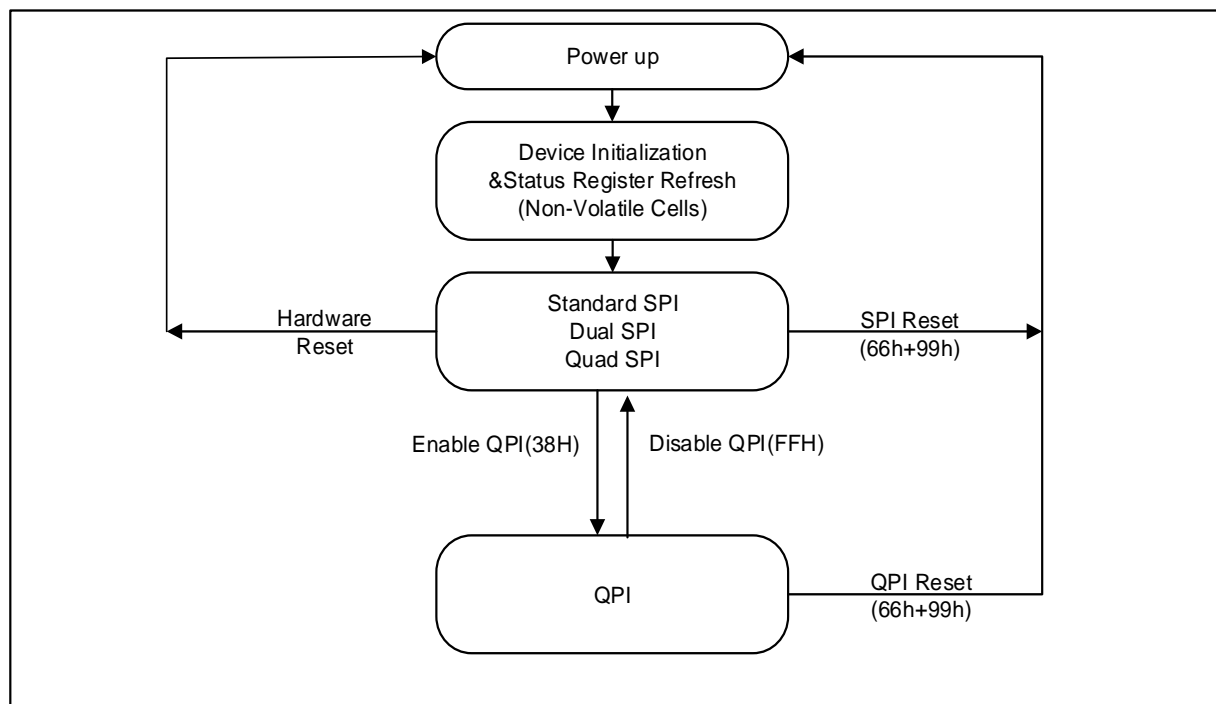 Power up
Device Initialization
&Status Register Refresh
(Non-Volatile Cells)
Hardware
Reset
Standard SPI
Dual SPI
Quad SPI
SPI Reset
(66h+99h)
Enable QPI(38H)
Disable QPI(FFH)
QPI
QPI Reset
(66h+99h)